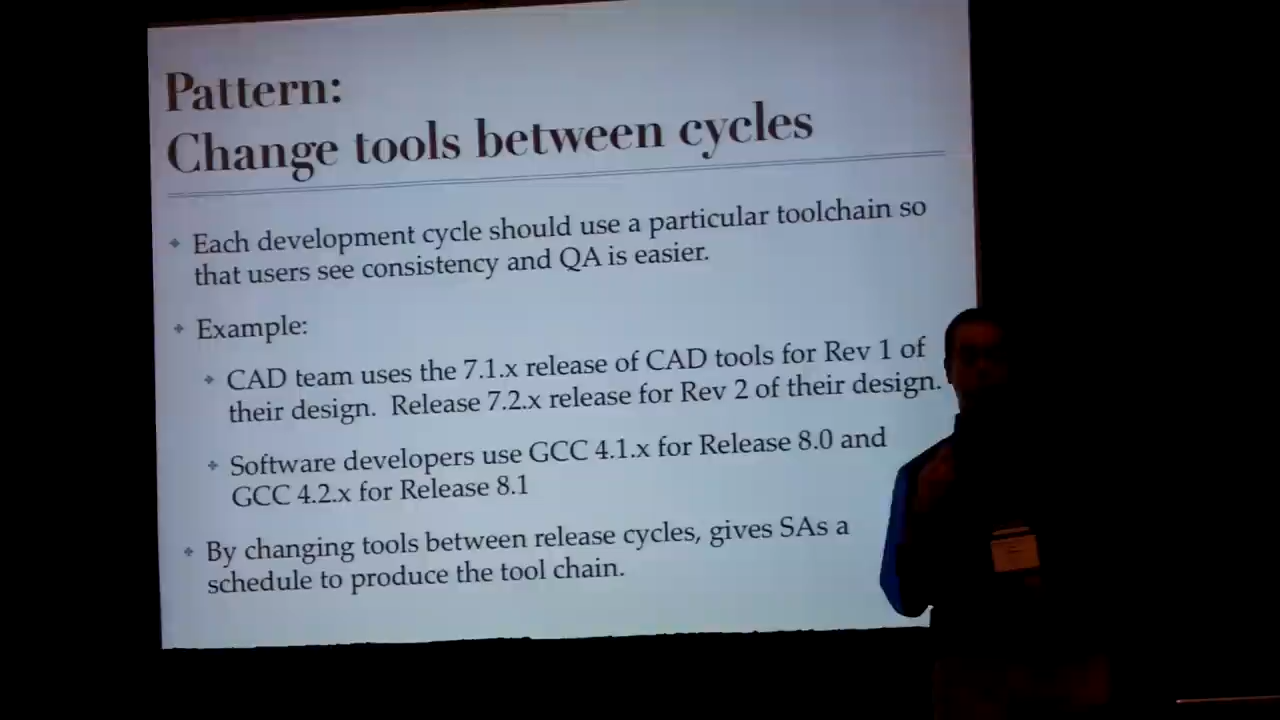 Pattern:
Change tools between cycles
Each development cycle should use a particular toolchain so
that users see consistency and QA is easier.
Example:
CAD team uses the 7.1.x release of CAD tools for Rev 1 of
their design. Release 7.2.x release for Rev 2 of their design.
Software developers use GCC 4.1.x for Release 8.0 and
GCC 4.2.x for Release 8.1
By changing tools between release cycles, gives SAs a
schedule to produce the tool chain.